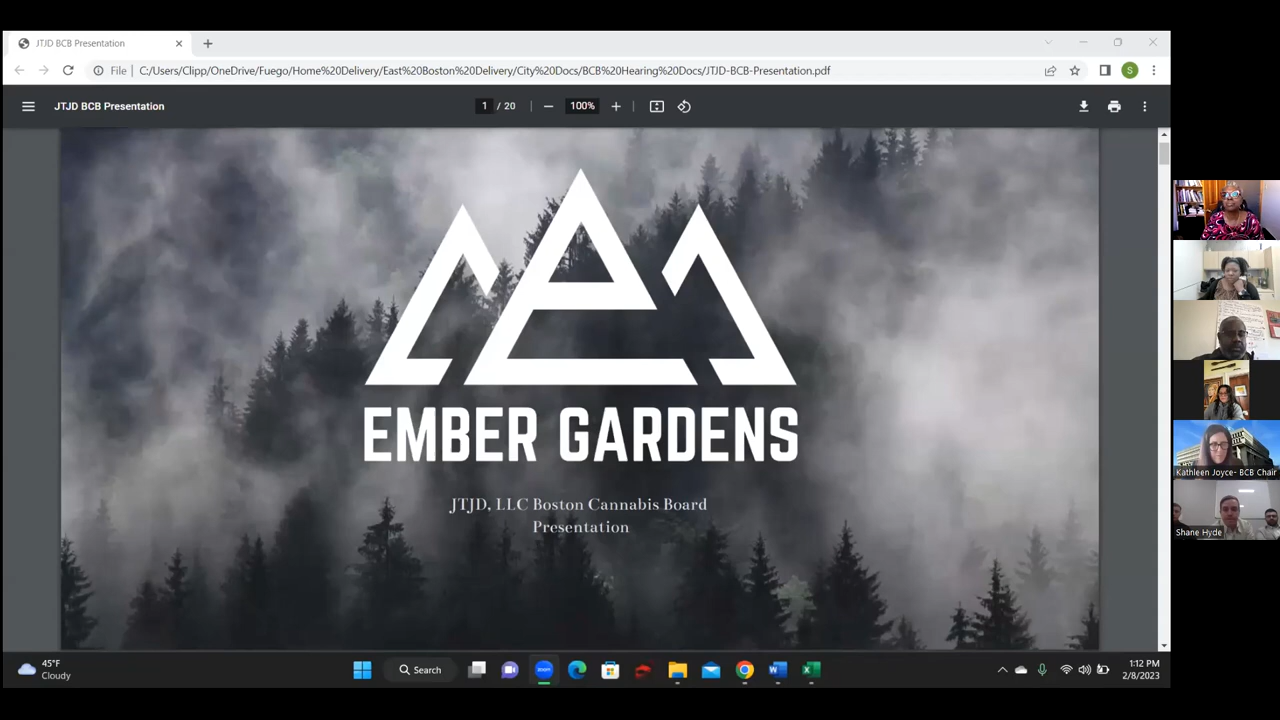 JTJD BCB Presentation
File
C:/Users/Clipp/OneDrive/Fuego/Home%20Delivery/East%20Boston%20Delivery/City%20Docs/BCB%20Hearing%20Docs/JTJD-BCB-Presentation.pdf
S
JTJD BCB Presentation
1 / 20
100%
EMBER GARDENS
JTJD, LLC Boston Cannabis Board
Presentation
Kathleen Joyce- BCB Chair
Shane Hyde
45°F
Cloudy
Search
1:12 PM
2/8/2023